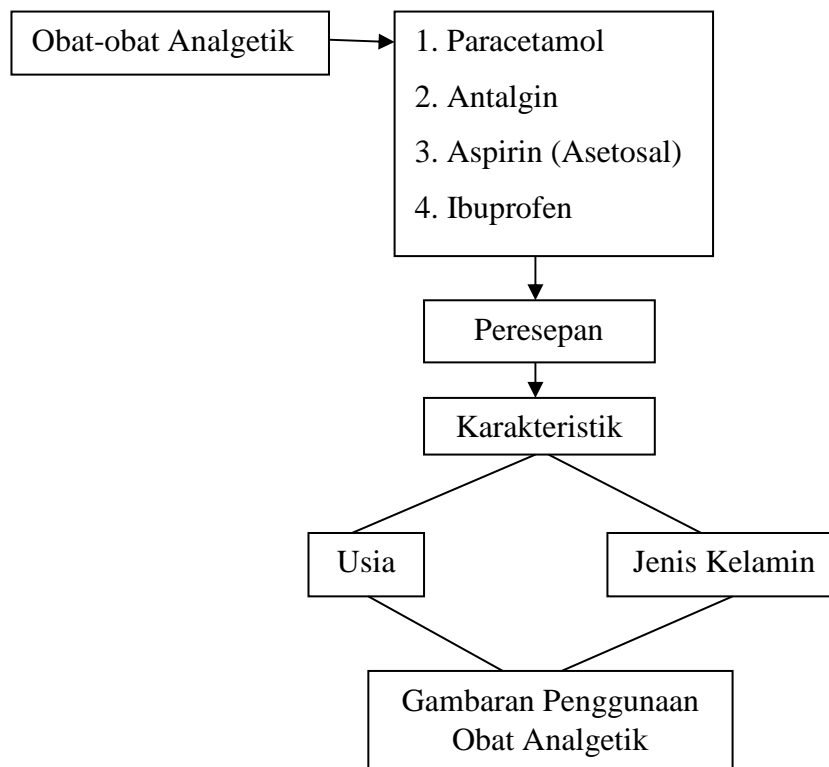 Obat-obat Analgetik
1. Paracetamol
2. Antalgin
3. Aspirin (Asetosal)
4. Ibuprofen
Peresepan
Karakteristik
Usia
Jenis Kelamin
Gambaran Penggunaan
Obat Analgetik